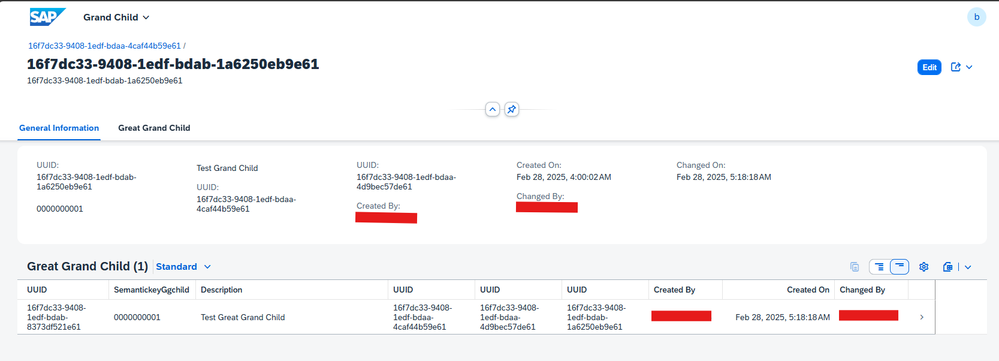 SAP Grand Child
b
16f7dc33-9408-1edf-bdaa-4caf44b59e61 /
16f7dc33-9408-1edf-bdab-1a6250eb9e61
16f7dc33-9408-1edf-bdab-1a6250eb9e61
Edit
General Information Great Grand Child
UUID:
16f7dc33-9408-1edf-bdab-
1a6250eb9e61
0000000001
Test Grand Child
UUID:
16f7dc33-9408-1edf-bdaa-
4caf44b59e61
UUID:
16f7dc33-9408-1edf-bdaa-
4d9bec57de61
Created By:
Created On:
Feb 28, 2025, 4:00:02 AM
Changed By:
Changed On:
Feb 28, 2025, 5:18:18 AM
Great Grand Child (1) Standard
UUID SemantickeyGgchild Description UUID UUID UUID Created By Created On Changed By
16f7dc33-9408-
1edf-bdab-
8373df521e61
0000000001
Test Great Grand Child
16f7dc33-9408-
1edf-bdaa-
4caf44b59e61
16f7dc33-9408-
1edf-bdaa-
4d9bec57de61
16f7dc33-9408-
1edf-bdab-
1a6250eb9e61
Feb 28, 2025, 5:18:18 AM